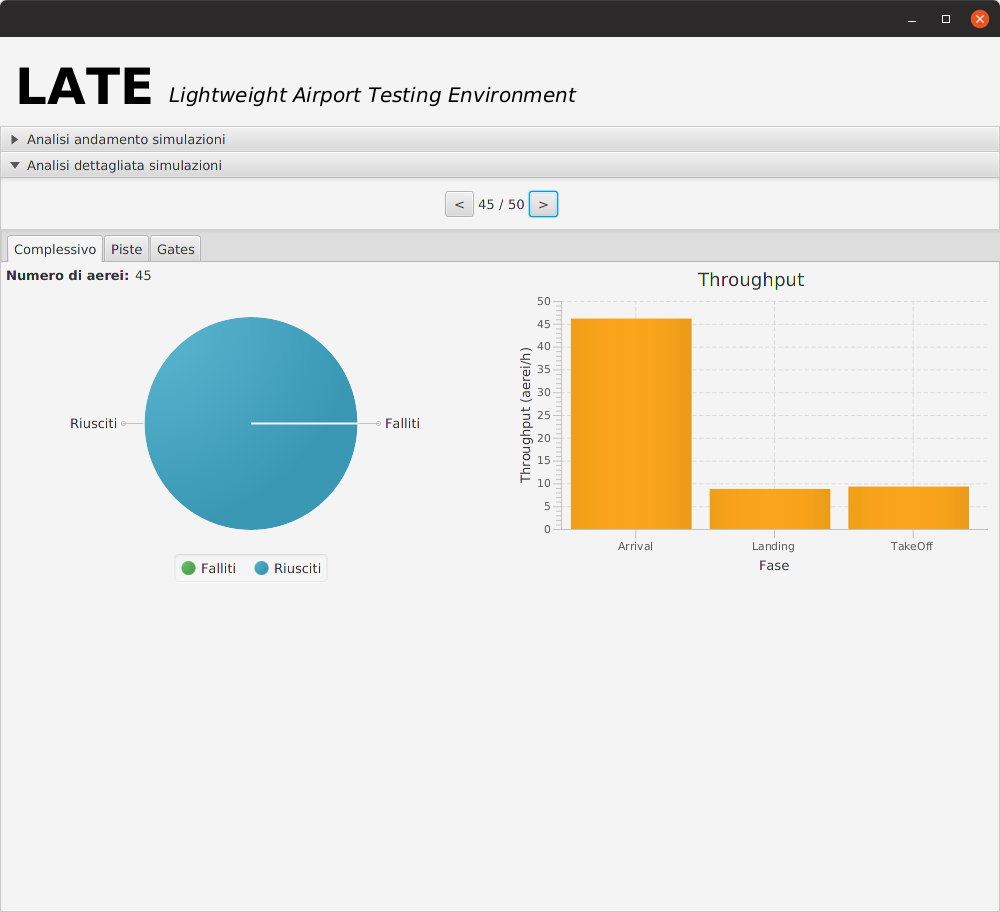 LATE Lightweight Airport Testing Environment
Analisi andamento simulazioni
Analisi dettagliata simulazioni
< 45 / 50 >
Complessivo Piste Gates
Numero di aerei: 45
Riusciti
Falliti
Falliti Riusciti
Throughput
Throughput (aerei/h)
50
45
40
35
30
25
20
15
10
5
0
Arrival Landing TakeOff
Fase